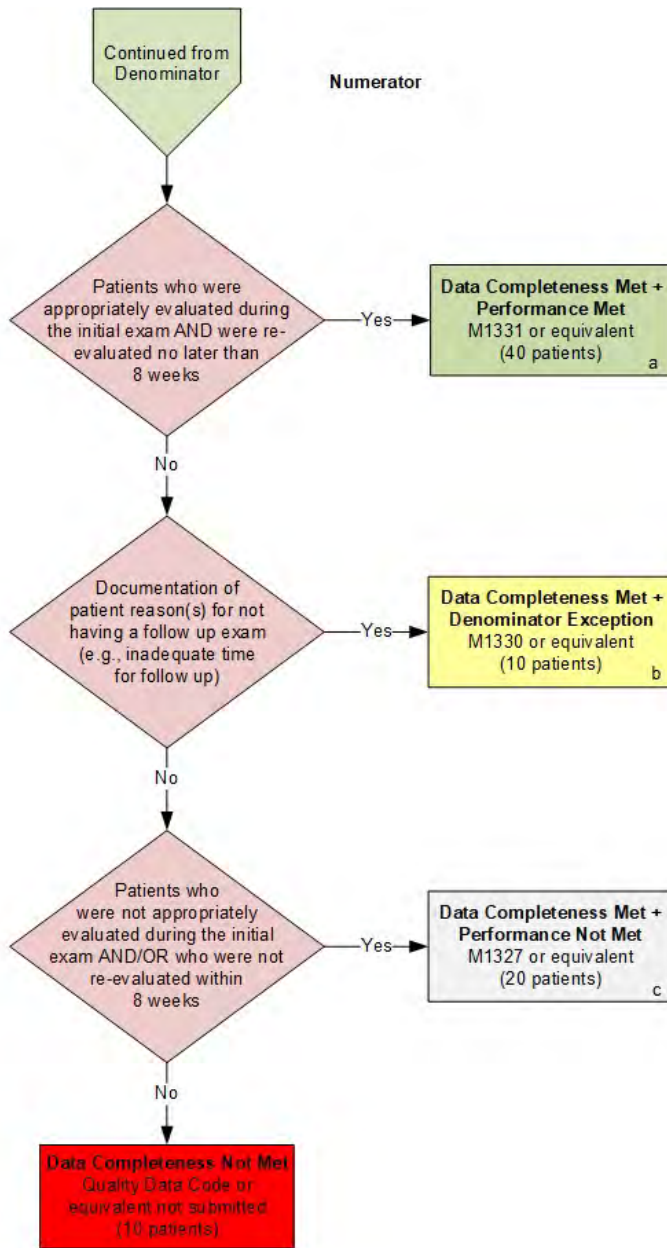 Continued from
Denominator
Numerator
Patients who were
appropriately evaluated during
the initial exam AND were re-
evaluated no later than
8 weeks
Yes
Data Completeness Met +
Performance Met
M1331 or equivalent
(40 patients)
a
No
Documentation of
patient reason(s) for not
having a follow up exam
(e.g., inadequate time
for follow up)
Yes
Data Completeness Met +
Denominator Exception
M1330 or equivalent
(10 patients)
b
No
Patients who
were not appropriately
evaluated during the initial
exam AND/OR who were not
re-evaluated within
8 weeks
Yes
Data Completeness Met +
Performance Not Met
M1327 or equivalent
(20 patients)
c
No
Data Completeness Not Met
Quality Data Code or
equivalent not submitted
(10 patients)